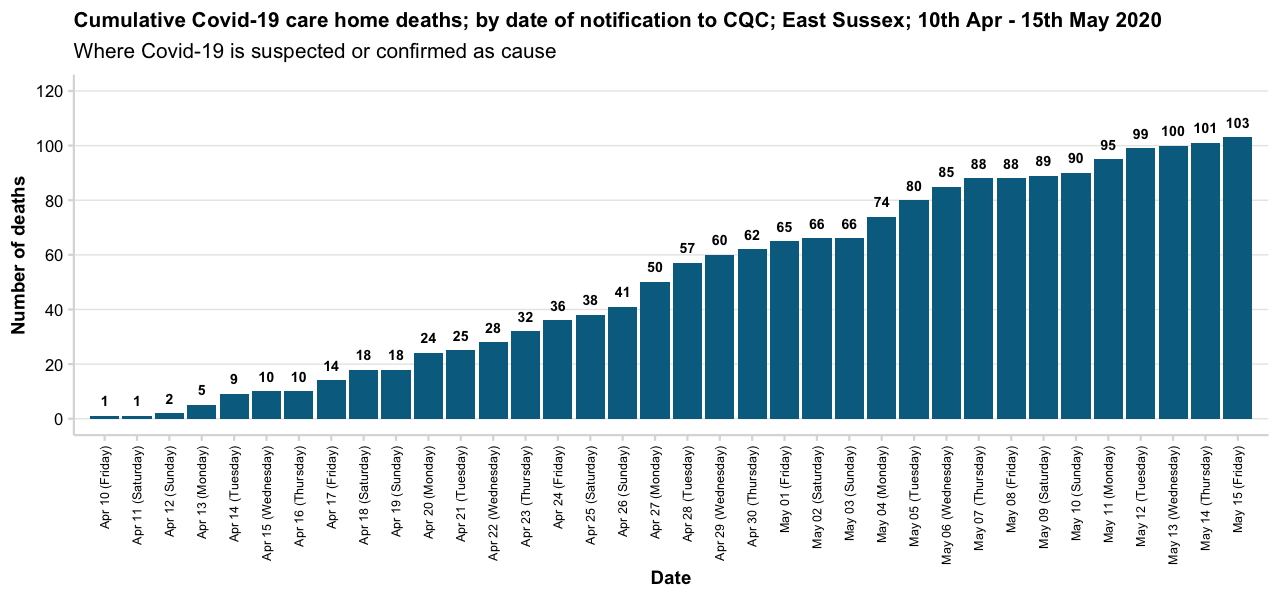 Cumulative Covid-19 care home deaths; by date of notification to CQC; East Sussex; 10th Apr - 15th May 2020
Where Covid-19 is suspected or confirmed as cause
Number of deaths
120
100
80
60
40
20
0
1
1
2
5
9
10
10
14
18
18
24
25
28
32
36
38
41
50
57
60
62
65
66
66
74
80
85
88
88
89
90
95
99
100
101
103
Apr 10 (Friday)
Apr 11 (Saturday)
Apr 12 (Sunday)
Apr 13 (Monday)
Apr 14 (Tuesday)
Apr 15 (Wednesday)
Apr 16 (Thursday)
Apr 17 (Friday)
Apr 18 (Saturday)
Apr 19 (Sunday)
Apr 20 (Monday)
Apr 21 (Tuesday)
Apr 22 (Wednesday)
Apr 23 (Thursday)
Apr 24 (Friday)
Apr 25 (Saturday)
Apr 26 (Sunday)
Apr 27 (Monday)
Apr 28 (Tuesday)
Apr 29 (Wednesday)
Apr 30 (Thursday)
May 01 (Friday)
May 02 (Saturday)
May 03 (Sunday)
May 04 (Monday)
May 05 (Tuesday)
May 06 (Wednesday)
May 07 (Thursday)
May 08 (Friday)
May 09 (Saturday)
May 10 (Sunday)
May 11 (Monday)
May 12 (Tuesday)
May 13 (Wednesday)
May 14 (Thursday)
May 15 (Friday)
Date